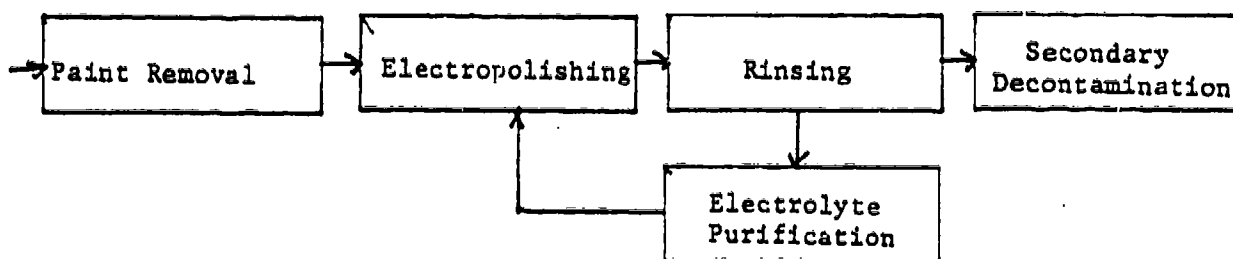 Paint Removal
Electropolishing
Rinsing
Secondary
Decontamination
Electrolyte
Purification